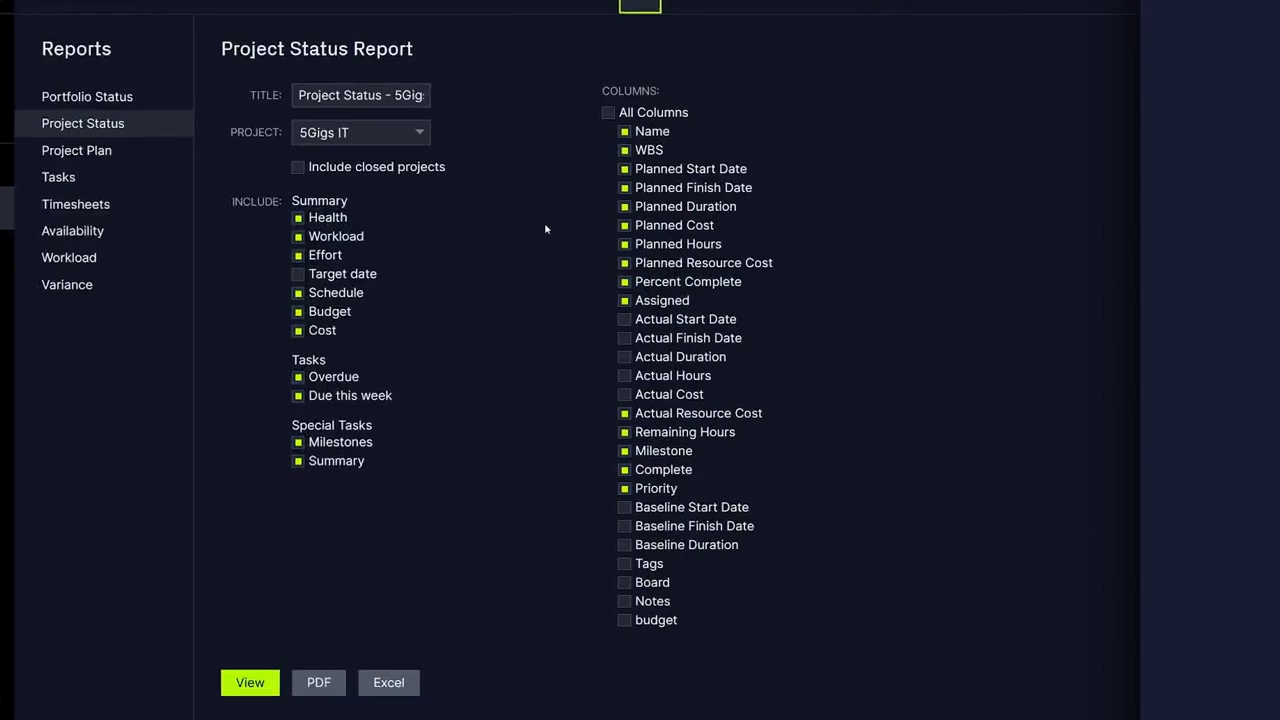 Reports
Portfolio Status
Project Status
Project Plan
Tasks
Timesheets
Availability
Workload
Variance
Project Status Report
TITLE: Project Status - 5Gigs
PROJECT: 5Gigs IT
Include closed projects
INCLUDE: Summary
Health
Workload
Effort
Target date
Schedule
Budget
Cost
Tasks
Overdue
Due this week
Special Tasks
Milestones
Summary
COLUMNS:
All Columns
Name
WBS
Planned Start Date
Planned Finish Date
Planned Duration
Planned Cost
Planned Hours
Planned Resource Cost
Percent Complete
Assigned
Actual Start Date
Actual Finish Date
Actual Duration
Actual Hours
Actual Cost
Actual Resource Cost
Remaining Hours
Milestone
Complete
Priority
Baseline Start Date
Baseline Finish Date
Baseline Duration
Tags
Board
Notes
budget
View PDF Excel